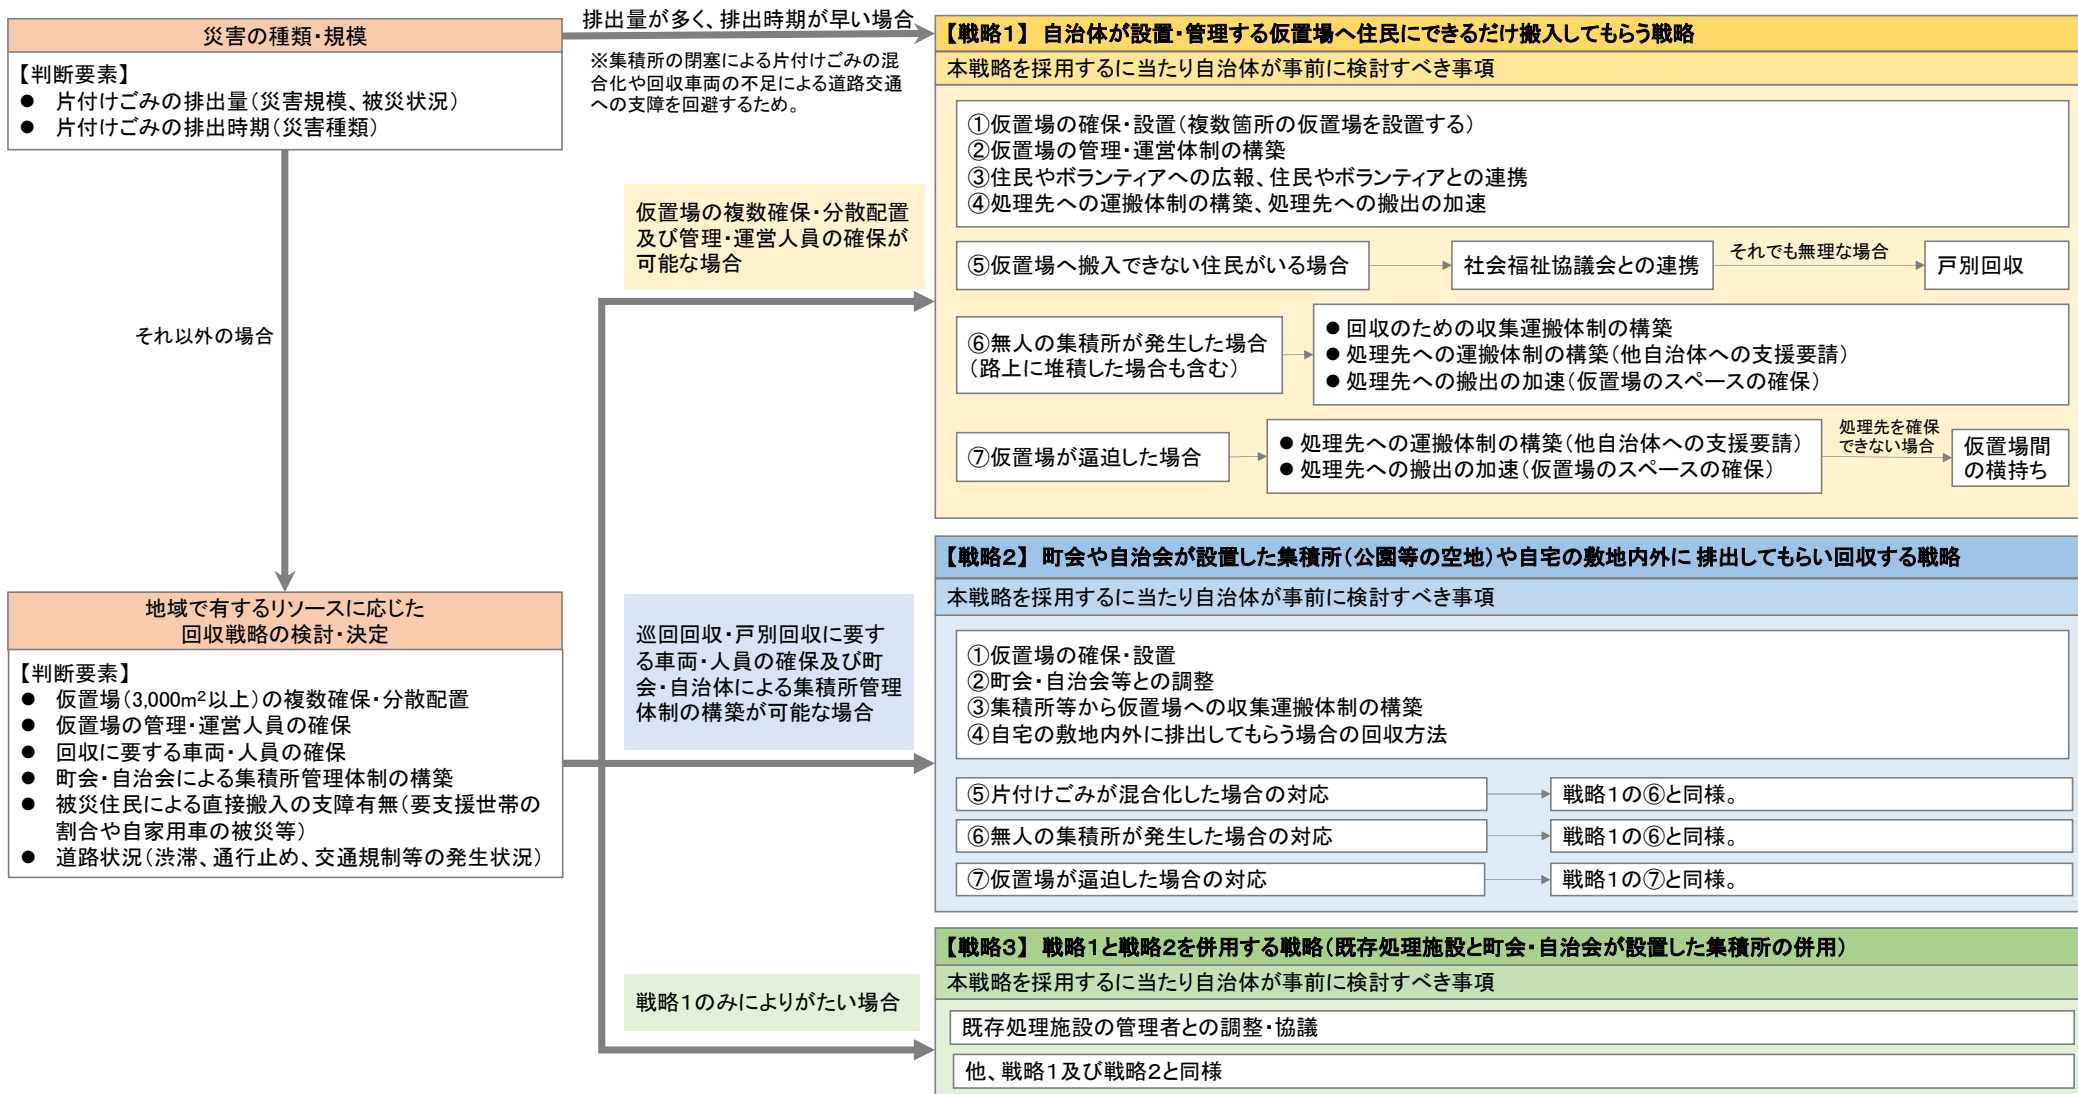 災害の種類・規模
【判断要素】
● 片付けごみの排出量（災害規模、被災状況）
● 片付けごみの排出時期（災害種類）
排出量が多く、排出時期が早い場合
※集積所の閉塞による片付けごみの混
合化や回収車両の不足による道路交通
への支障を回避するため。
それ以外の場合
地域で有するリソースに応じた
回収戦略の検討・決定
【判断要素】
● 仮置場（3,000m²以上）の複数確保・分散配置
● 仮置場の管理・運営人員の確保
● 回収に要する車両・人員の確保
● 町会・自治会による集積所管理体制の構築
● 被災住民による直接搬入の支障有無（要支援世帯の
割合や自家用車の被災等）
● 道路状況（渋滞、通行止め、交通規制等の発生状況）
仮置場の複数確保・分散配置
及び管理・運営人員の確保が
可能な場合
巡回回収・戸別回収に要す
る車両・人員の確保及び町
会・自治体による集積所管理
体制の構築が可能な場合
戦略１のみによりがたい場合
【戦略１】 自治体が設置・管理する仮置場へ住民にできるだけ搬入してもらう戦略
本戦略を採用するに当たり自治体が事前に検討すべき事項
①仮置場の確保・設置（複数箇所の仮置場を設置する）
②仮置場の管理・運営体制の構築
③住民やボランティアへの広報、住民やボランティアとの連携
④処理先への運搬体制の構築、処理先への搬出の加速
⑤仮置場へ搬入できない住民がいる場合
社会福祉協議会との連携
それでも無理な場合
戸別回収
⑥無人の集積所が発生した場合
（路上に堆積した場合も含む）
● 回収のための収集運搬体制の構築
● 処理先への運搬体制の構築（他自治体への支援要請）
● 処理先への搬出の加速（仮置場のスペースの確保）
⑦仮置場が逼迫した場合
● 処理先への運搬体制の構築（他自治体への支援要請）
● 処理先への搬出の加速（仮置場のスペースの確保）
処理先を確保
できない場合
仮置場間
の横持ち
【戦略２】 町会や自治会が設置した集積所（公園等の空地）や自宅の敷地内外に 排出してもらい回収する戦略
本戦略を採用するに当たり自治体が事前に検討すべき事項
①仮置場の確保・設置
②町会・自治会等との調整
③集積所等から仮置場への収集運搬体制の構築
④自宅の敷地内外に排出してもらう場合の回収方法
⑤片付けごみが混合化した場合の対応
戦略１の⑥と同様。
⑥無人の集積所が発生した場合の対応
戦略１の⑥と同様。
⑦仮置場が逼迫した場合の対応
戦略１の⑦と同様。
【戦略３】 戦略１と戦略２を併用する戦略（既存処理施設と町会・自治会が設置した集積所の併用）
本戦略を採用するに当たり自治体が事前に検討すべき事項
既存処理施設の管理者との調整・協議
他、戦略１及び戦略２と同様